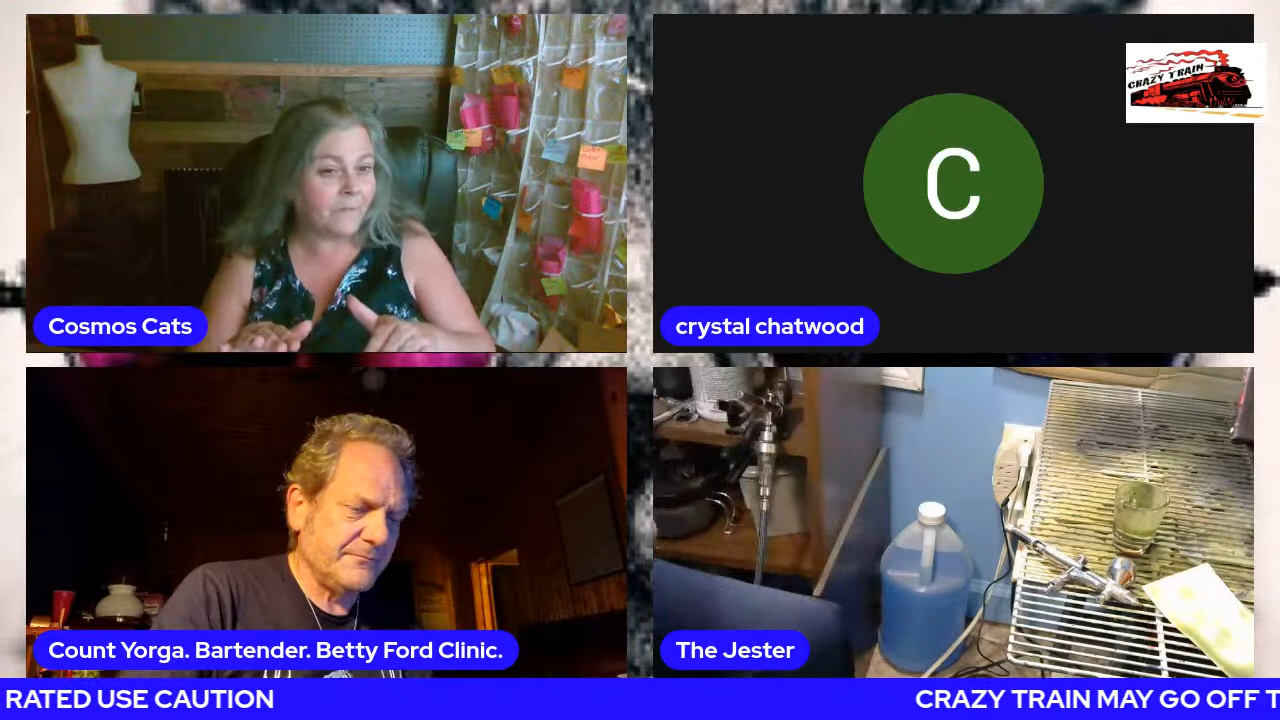 CRAZY TRAIN
Cosmos Cats
C
crystal chatwood
Count Yorga. Bartender. Betty Ford Clinic.
The Jester
RATED USE CAUTION
CRAZY TRAIN MAY GO OFF T